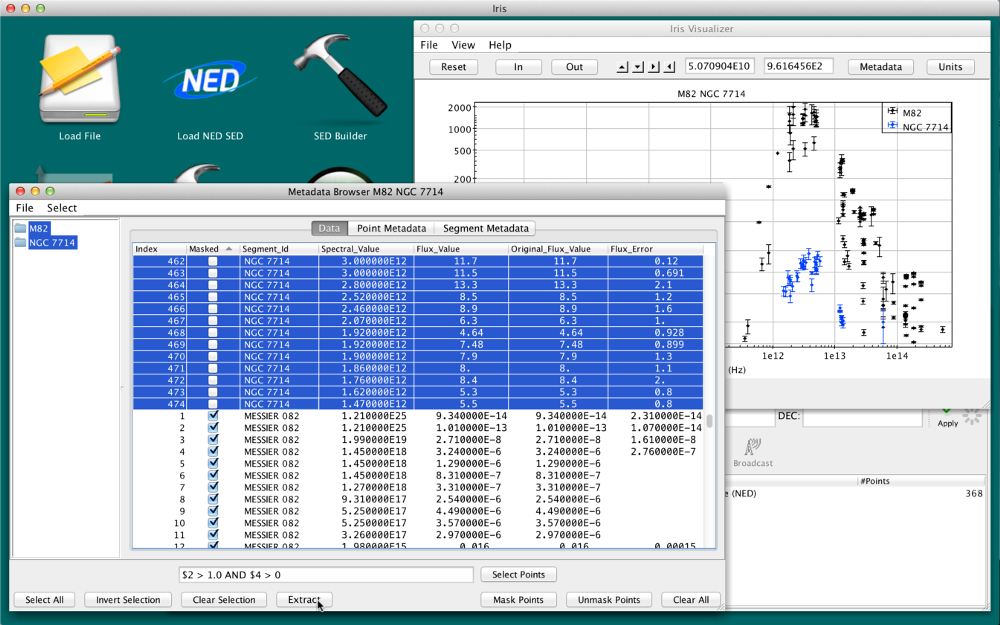 Iris
Load File
NED
Load NED SED
SED Builder
Iris Visualizer
File View Help
Reset In Out 5.070904E10 9.616456E2 Metadata Units
M82 NGC 7714
2000
1000
500
200
M82
NGC 7714
1e12 1e13 1e14
(Hz)
DEC: Apply
Broadcast
#Points
e (NED) 368
Metadata Browser M82 NGC 7714
File Select
M82
NGC 7714
Data Point Metadata Segment Metadata
Index Masked Segment_Id Spectral_Value Flux_Value Original_Flux_Value Flux_Error
462 NGC 7714 3.000000E12 11.7 11.7 0.12
463 NGC 7714 3.000000E12 11.5 11.5 0.691
464 NGC 7714 2.800000E12 13.3 13.3 2.1
465 NGC 7714 2.520000E12 8.5 8.5 1.2
466 NGC 7714 2.460000E12 8.9 8.9 1.6
467 NGC 7714 2.070000E12 6.3 6.3 1.
468 NGC 7714 1.920000E12 4.64 4.64 0.928
469 NGC 7714 1.920000E12 7.48 7.48 0.899
470 NGC 7714 1.900000E12 7.9 7.9 1.3
471 NGC 7714 1.860000E12 8. 8. 1.1
472 NGC 7714 1.760000E12 8.4 8.4 2.
473 NGC 7714 1.620000E12 5.3 5.3 0.8
474 NGC 7714 1.470000E12 5.5 5.5 0.8
1 MESSIER 082 1.210000E25 9.340000E-14 9.340000E-14 2.310000E-14
2 MESSIER 082 1.210000E25 1.010000E-13 1.010000E-13 1.070000E-14
3 MESSIER 082 1.990000E19 2.710000E-8 2.710000E-8 1.610000E-8
4 MESSIER 082 1.450000E18 3.240000E-6 3.240000E-6 2.760000E-7
5 MESSIER 082 1.450000E18 1.290000E-6 1.290000E-6
6 MESSIER 082 1.450000E18 8.310000E-7 8.310000E-7
7 MESSIER 082 1.270000E18 3.310000E-7 3.310000E-7
8 MESSIER 082 9.310000E17 2.540000E-6 2.540000E-6
9 MESSIER 082 5.250000E17 4.490000E-6 4.490000E-6
10 MESSIER 082 5.250000E17 3.570000E-6 3.570000E-6
11 MESSIER 082 3.260000E17 2.970000E-6 2.970000E-6
12 MESSIER 082 1.980000E15 0.016 0.016 0.00015
$2 > 1.0 AND $4 > 0 Select Points
Select All Invert Selection Clear Selection Extract Mask Points Unmask Points Clear All